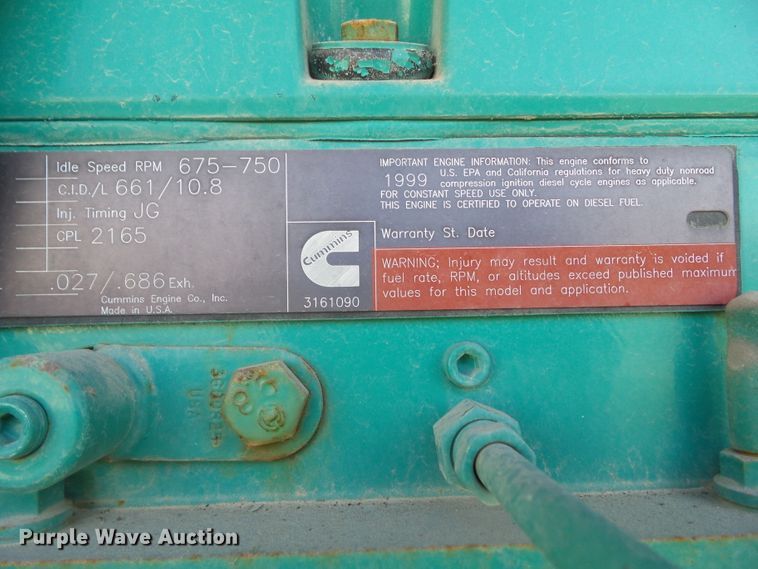 Idle Speed RPM 675-750
C.I.D./L 661/10.8
Inj. Timing JG
CPL 2165
.027/.686 Exh.
Cummins Engine Co., Inc.
Made in U.S.A.
Cummins
3161090
IMPORTANT ENGINE INFORMATION: This engine conforms to
1999 U.S. EPA and California regulations for heavy duty nonroad
compression ignition diesel cycle engines as applicable.
FOR CONSTANT SPEED USE ONLY.
THIS ENGINE IS CERTIFIED TO OPERATE ON DIESEL FUEL.
Warranty St. Date
WARNING; Injury may result and warranty is voided if
fuel rate, RPM, or altitudes exceed published maximum
values for this model and application.
Purple Wave Auction